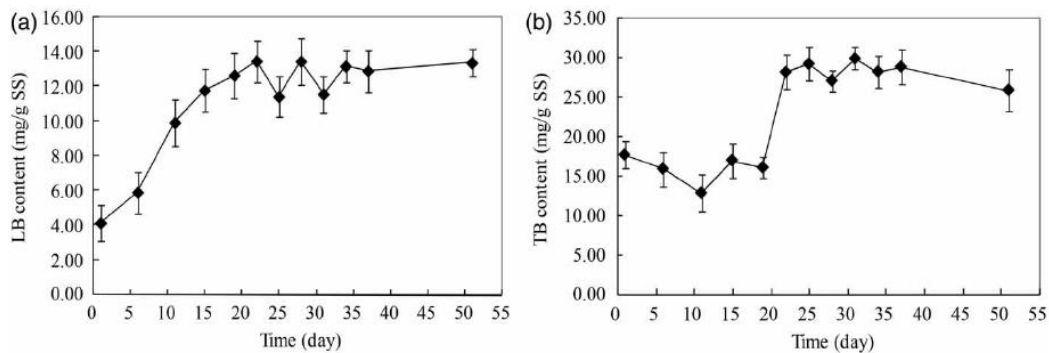 (a)
16.00
14.00
12.00
10.00
8.00
6.00
4.00
2.00
0.00
LB content (mg/g SS)
0 5 10 15 20 25 30 35 40 45 50 55
Time (day)
(b)
35.00
30.00
25.00
20.00
15.00
10.00
5.00
0.00
TB content (mg/g SS)
0 5 10 15 20 25 30 35 40 45 50 55
Time (day)